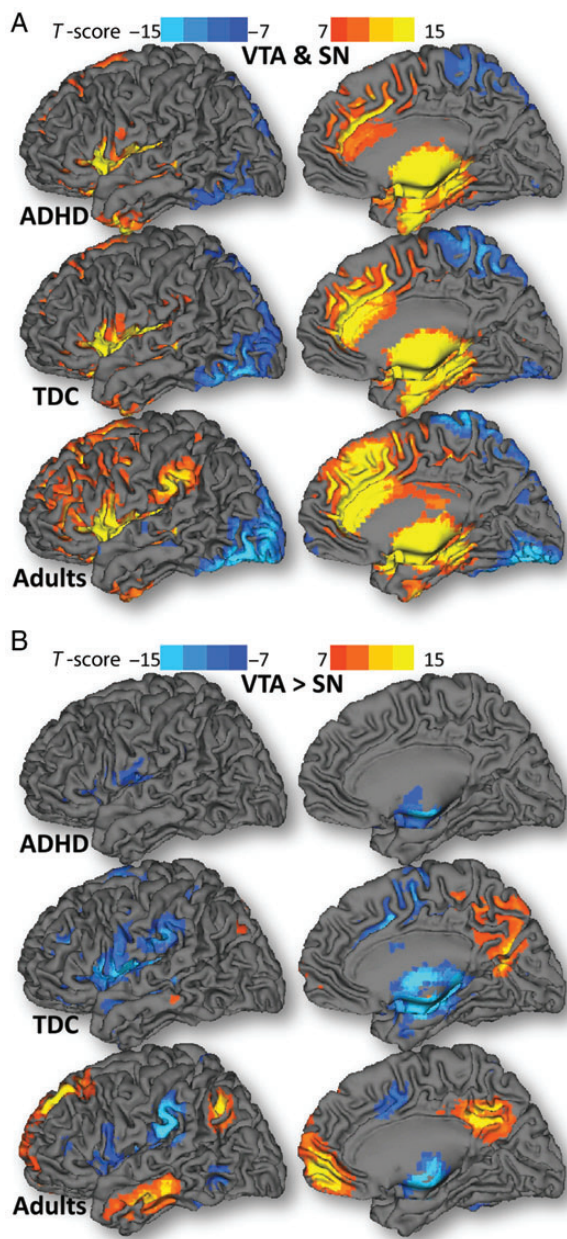 A
T-score −15 −7 7 15
VTA & SN
ADHD
TDC
Adults
B
T-score −15 −7 7 15
VTA > SN
ADHD
TDC
Adults